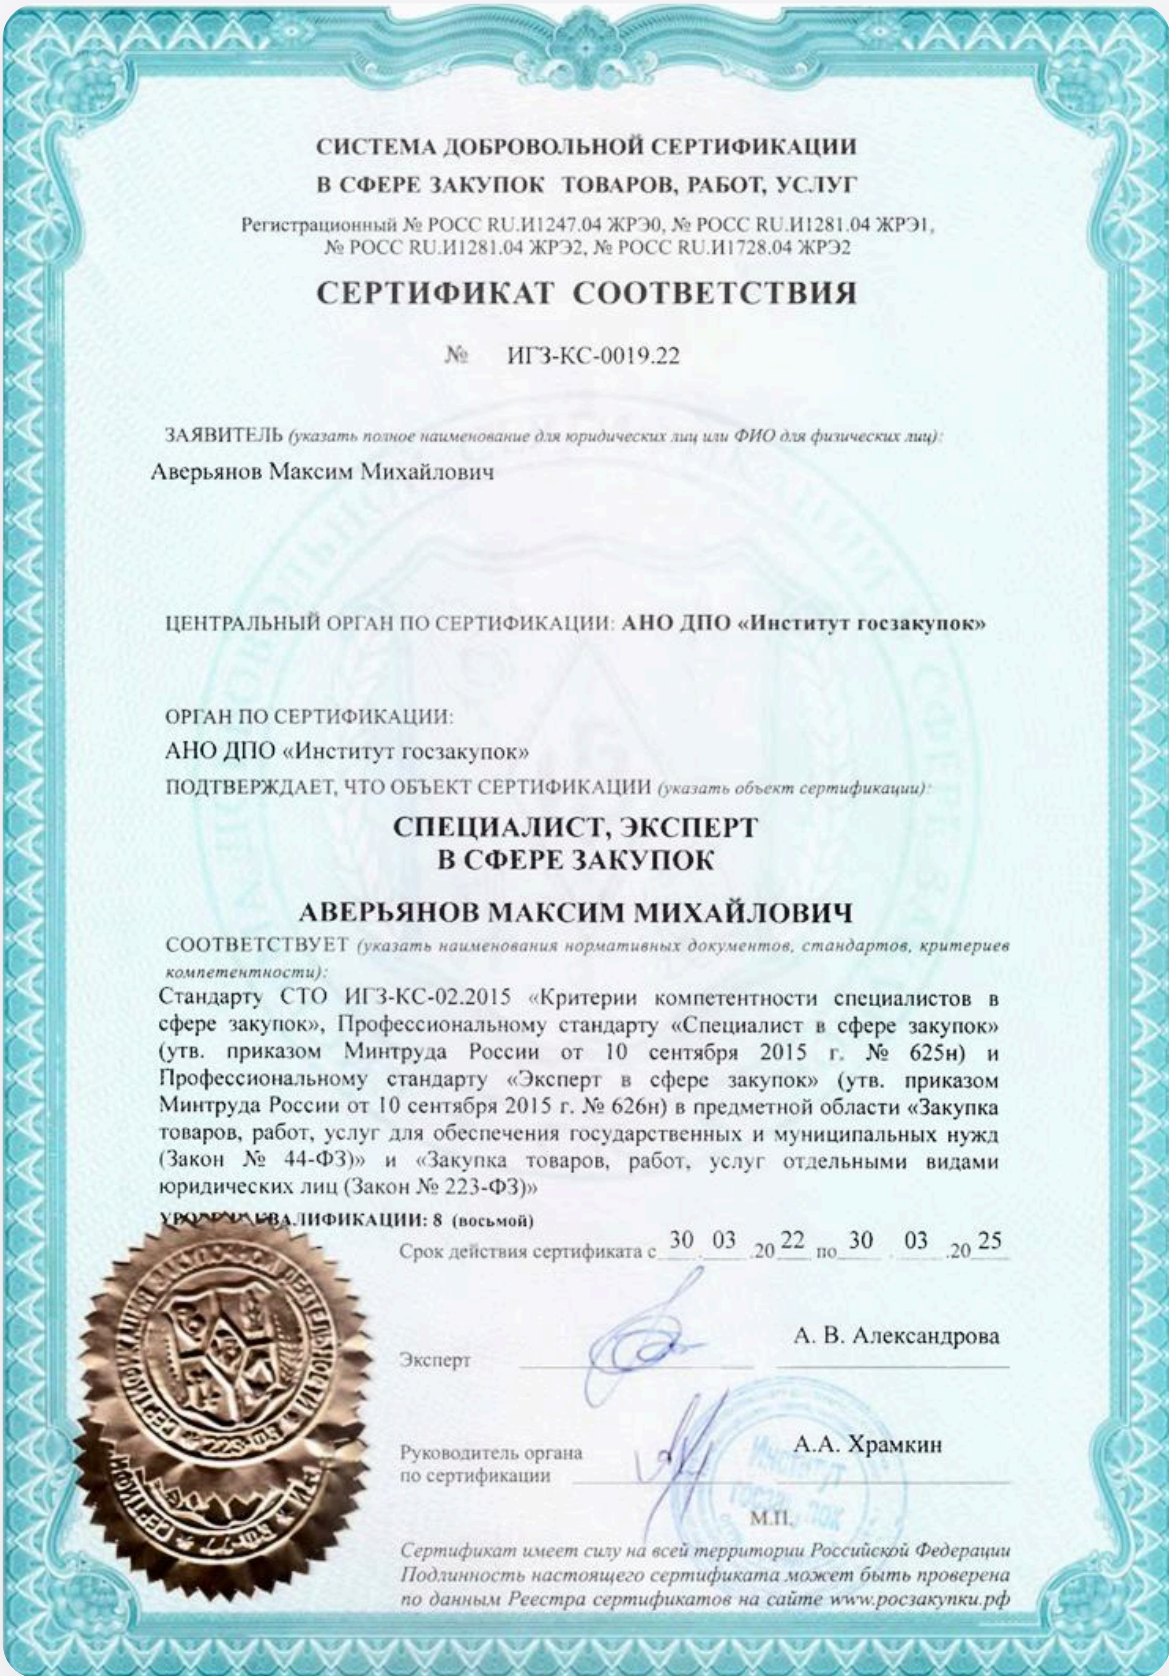 СИСТЕМА ДОБРОВОЛЬНОЙ СЕРТИФИКАЦИИ
В СФЕРЕ ЗАКУПОК ТОВАРОВ, РАБОТ, УСЛУГ
Регистрационный № РОСС RU.И1247.04 ЖРЭ0, № РОСС RU.И1281.04 ЖРЭ1,
№ РОСС RU.И1281.04 ЖРЭ2, № РОСС RU.И1728.04 ЖРЭ2
СЕРТИФИКАТ СООТВЕТСТВИЯ
№ ИГЗ-КС-0019.22
ЗАЯВИТЕЛЬ (указать полное наименование для юридических лиц или ФИО для физических лиц):
Аверьянов Максим Михайлович
ЦЕНТРАЛЬНЫЙ ОРГАН ПО СЕРТИФИКАЦИИ: АНО ДПО «Институт госзакупок»
ОРГАН ПО СЕРТИФИКАЦИИ:
АНО ДПО «Институт госзакупок»
ПОДТВЕРЖДАЕТ, ЧТО ОБЪЕКТ СЕРТИФИКАЦИИ (указать объект сертификации):
СПЕЦИАЛИСТ, ЭКСПЕРТ
В СФЕРЕ ЗАКУПОК
АВЕРЬЯНОВ МАКСИМ МИХАЙЛОВИЧ
СООТВЕТСТВУЕТ (указать наименования нормативных документов, стандартов, критериев
компетентности):
Стандарту СТО ИГЗ-КС-02.2015 «Критерии компетентности специалистов в
сфере закупок», Профессиональному стандарту «Специалист в сфере закупок»
(утв. приказом Минтруда России от 10 сентября 2015 г. № 625н) и
Профессиональному стандарту «Эксперт в сфере закупок» (утв. приказом
Минтруда России от 10 сентября 2015 г. № 626н) в предметной области «Закупка
товаров, работ, услуг для обеспечения государственных и муниципальных нужд
(Закон № 44-ФЗ)» и «Закупка товаров, работ, услуг отдельными видами
юридических лиц (Закон № 223-ФЗ)»
УРОВЕНЬ КВАЛИФИКАЦИИ: 8 (восьмой)
Срок действия сертификата с 30 . 03 .20 22 по 30 . 03 .20 25
А. В. Александрова
Эксперт
А.А. Храмкин
Руководитель органа
по сертификации
Институт
М.П.
Сертификат имеет силу на всей территории Российской Федерации
Подлинность настоящего сертификата может быть проверена
по данным Реестра сертификатов на сайте www.росзакупки.рф